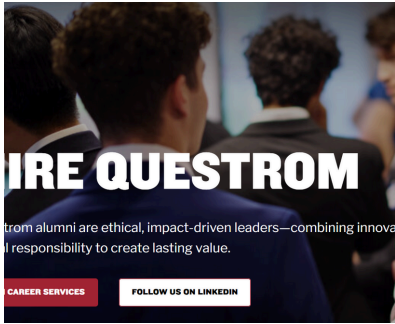 IRE QUESTROM
trom alumni are ethical, impact-driven leaders—combining innova
l responsibility to create lasting value.
CAREER SERVICES
FOLLOW US ON LINKEDIN